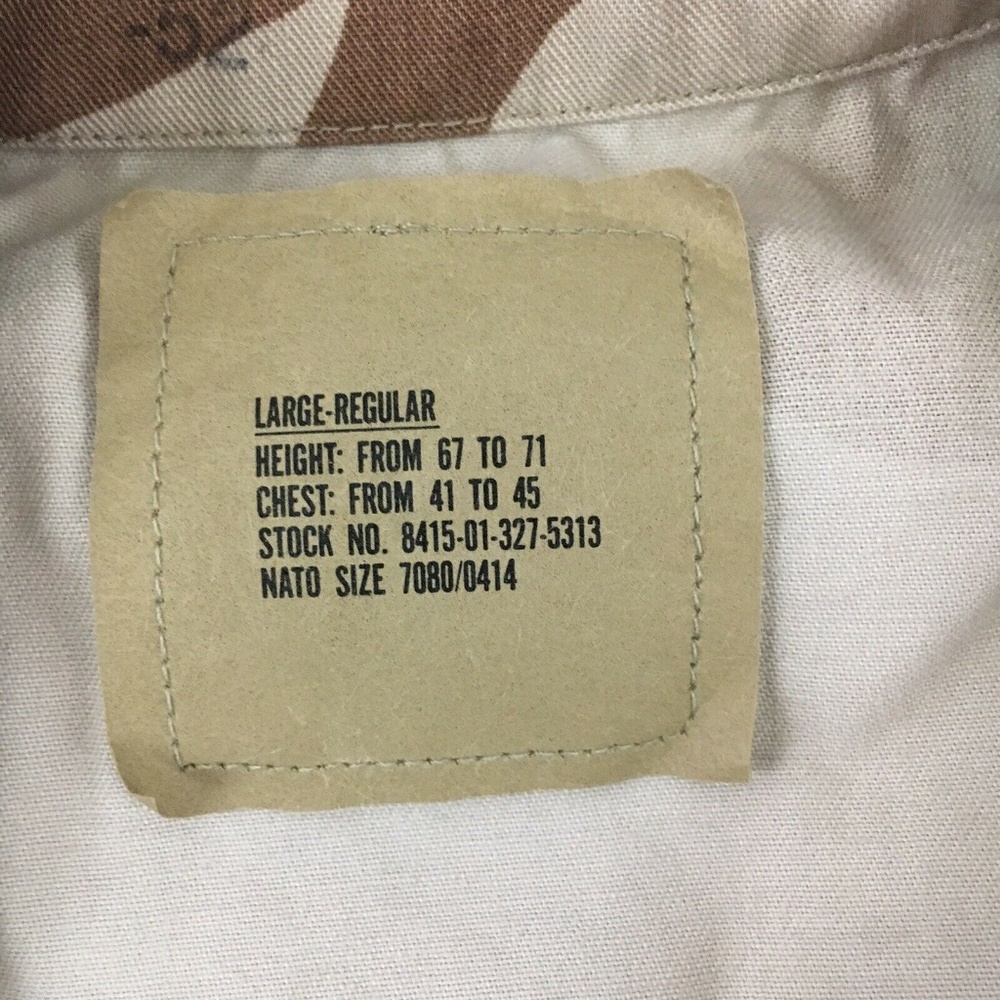 LARGE-REGULAR
HEIGHT: FROM 67 TO 71
CHEST: FROM 41 TO 45
STOCK NO. 8415-01-327-5313
NATO SIZE 7080/0414